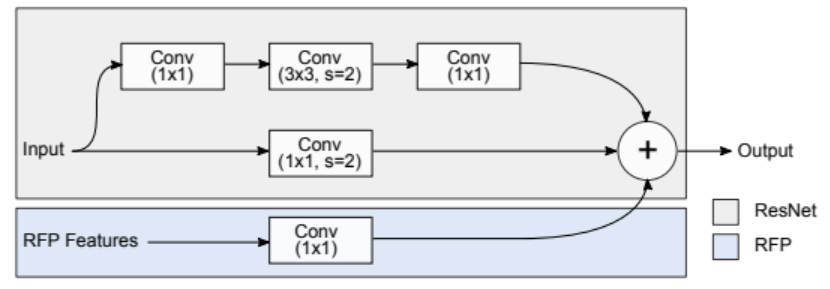 Conv
(1x1)
Conv
(3x3, s=2)
Conv
(1x1)
Input
Conv
(1x1, s=2)
+
Output
RFP Features
Conv
(1x1)
ResNet
RFP